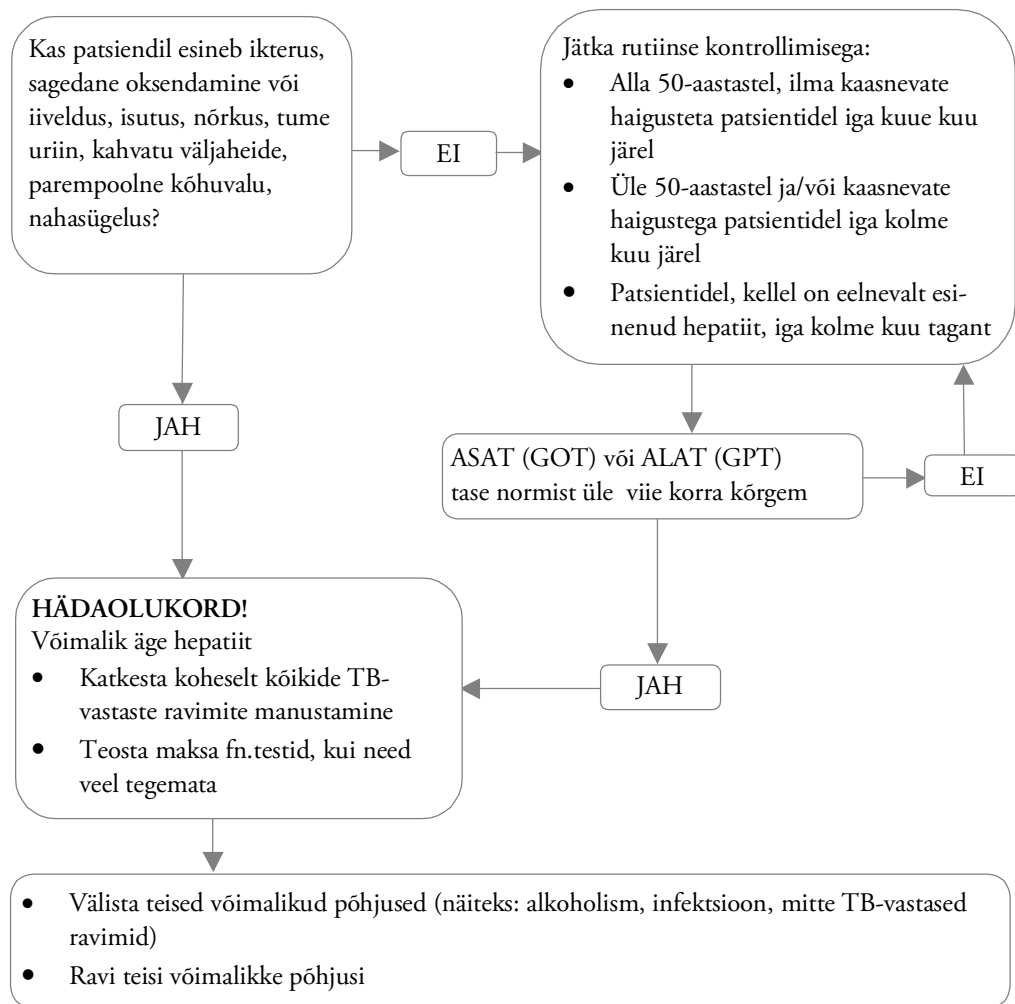 Kas patsiendil esineb ikterus,
sagedane oksendamine või
iiveldus, isutus, nõrkus, tume
uriin, kahvatu väljaheide,
parempoolne kõhuvalu,
nahasügelus?
EI
Jätka rutiinse kontrollimisega:
• Alla 50-aastastel, ilma kaasnevate
haigusteta patsientidel iga kuue kuu
järel
• Üle 50-aastastel ja/või kaasnevate
haigustega patsientidel iga kolme
kuu järel
• Patsientidel, kellel on eelnevalt esi-
nenud hepatiit, iga kolme kuu tagant
JAH
ASAT (GOT) või ALAT (GPT)
tase normist üle viie korra kõrgem
EI
JAH
HÄDAOLUKORD!
Võimalik äge hepatiit
• Katkesta koheselt kõikide TB-
vastaste ravimite manustamine
• Teosta maksa fn.testid, kui need
veel tegemata
• Välista teised võimalikud põhjused (näiteks: alkoholism, infektsioon, mitte TB-vastased
ravimid)
• Ravi teisi võimalikke põhjusi